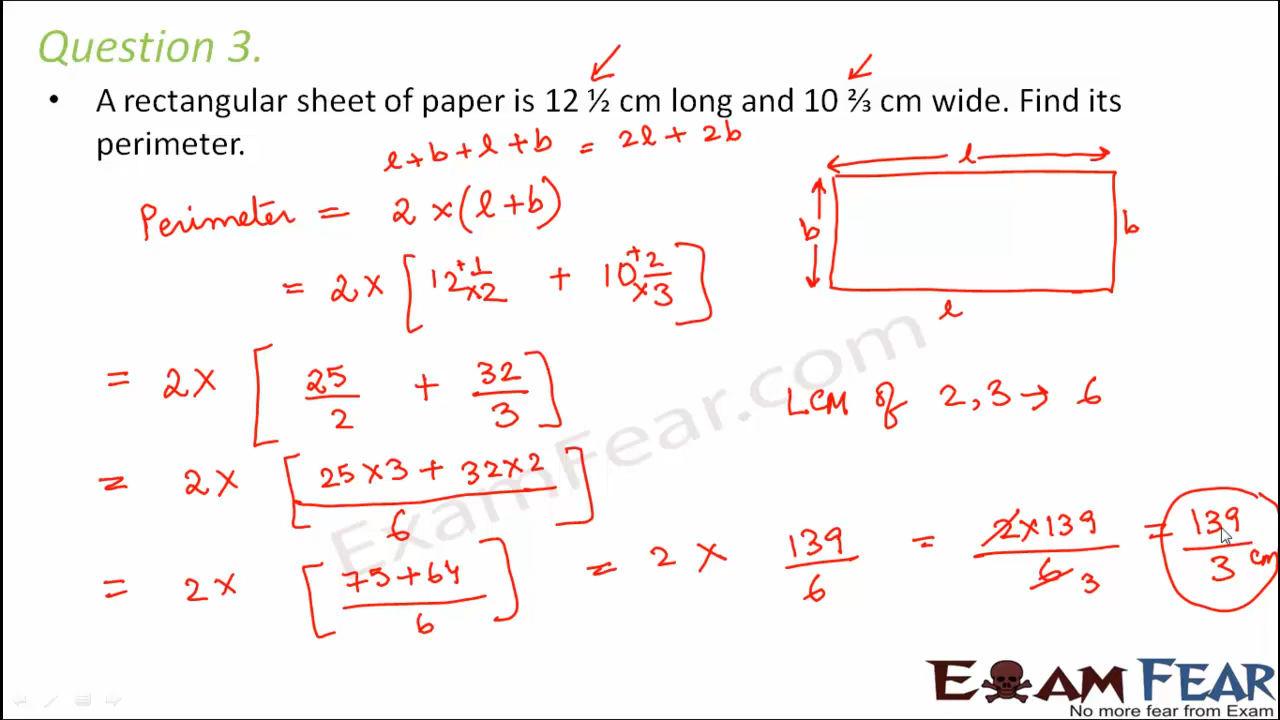 Question 3.
• A rectangular sheet of paper is 12 ½ cm long and 10 ⅔ cm wide. Find its
perimeter.
l+b+l+b = 2l + 2b
Perimeter = 2 ×(l+b)
= 2× [12+1/×2 + 10+2/×3]
= 2× [25/2 + 32/3]
= 2× [25×3 + 32×2/6]
= 2× [75+64/6] = 2 × 139/6 = 2×139/6 3 = 139/3 cm
l
b
b
l
LCM of 2,3→ 6
ExamFear.com
EXAM FEAR
No more fear from Exam